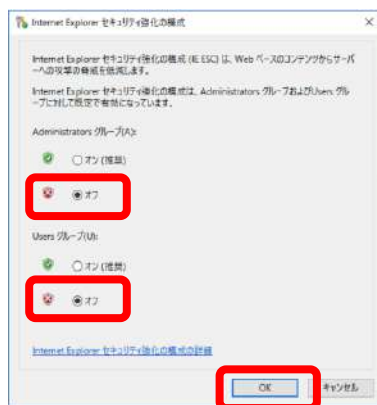 Internet Explorer セキュリティ強化の構成
Internet Explorer セキュリティ強化の構成 (IE ESC) は、Web ベースのコンテンツからサーバ
ーへの攻撃の脅威を低減します。
Internet Explorer セキュリティ強化の構成は、Administrators グループおよびUsers グル
ープに対して既定で有効になっています。
Administrators グループ(A):
オン (推奨)
オフ
Users グループ(U):
オン (推奨)
オフ
Internet Explorer セキュリティ強化の構成の詳細
OK
キャンセル